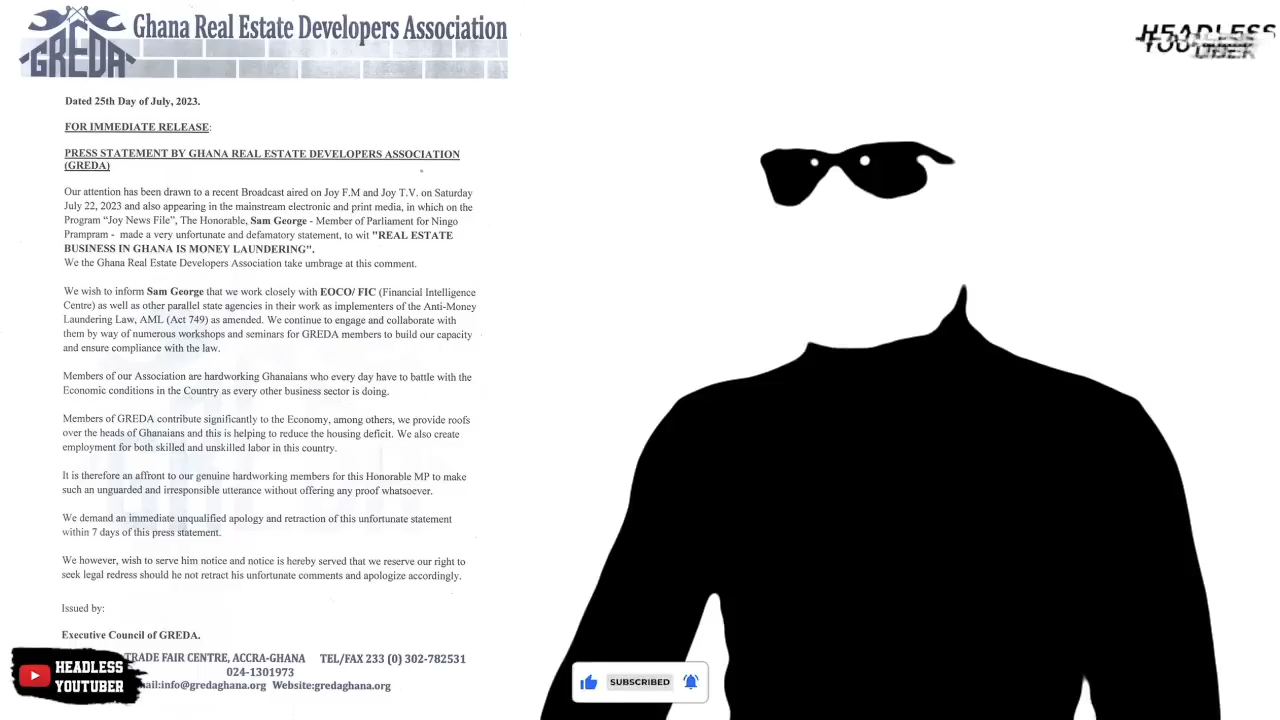 Ghana Real Estate Developers Association
GREDA
Dated 25th Day of July, 2023.
FOR IMMEDIATE RELEASE:
PRESS STATEMENT BY GHANA REAL ESTATE DEVELOPERS ASSOCIATION
(GREDA)
Our attention has been drawn to a recent Broadcast aired on Joy F.M and Joy T.V. on Saturday
July 22, 2023 and also appearing in the mainstream electronic and print media, in which on the
Program “Joy News File”, The Honorable, Sam George - Member of Parliament for Ningo
Prampram - made a very unfortunate and defamatory statement, to wit "REAL ESTATE
BUSINESS IN GHANA IS MONEY LAUNDERING".
We the Ghana Real Estate Developers Association take umbrage at this comment.
We wish to inform Sam George that we work closely with EOCO/ FIC (Financial Intelligence
Centre) as well as other parallel state agencies in their work as implementers of the Anti-Money
Laundering Law, AML (Act 749) as amended. We continue to engage and collaborate with
them by way of numerous workshops and seminars for GREDA members to build our capacity
and ensure compliance with the law.
Members of our Association are hardworking Ghanaians who every day have to battle with the
Economic conditions in the Country as every other business sector is doing.
Members of GREDA contribute significantly to the Economy, among others, we provide roofs
over the heads of Ghanaians and this is helping to reduce the housing deficit. We also create
employment for both skilled and unskilled labor in this country.
It is therefore an affront to our genuine hardworking members for this Honorable MP to make
such an unguarded and irresponsible utterance without offering any proof whatsoever.
We demand an immediate unqualified apology and retraction of this unfortunate statement
within 7 days of this press statement.
We however, wish to serve him notice and notice is hereby served that we reserve our right to
seek legal redress should he not retract his unfortunate comments and apologize accordingly.
Issued by:
Executive Council of GREDA.
TRADE FAIR CENTRE, ACCRA-GHANA TEL/FAX 233 (0) 302-782531
024-1301973
ail:info@gredaghana.org Website:gredaghana.org
HEADLESS
YOUTUBER
SUBSCRIBED
H5ADLESS